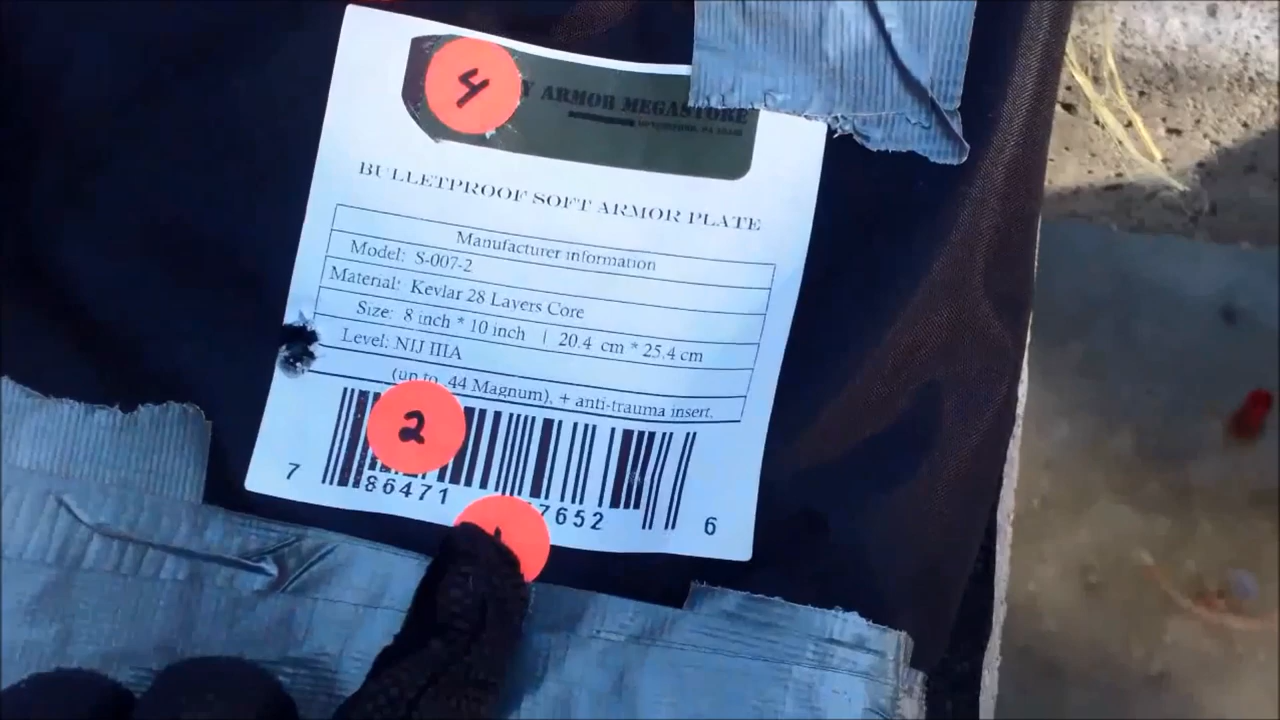 4
ARMOR MEGASTORE
BULLETPROOF SOFT ARMOR PLATE
Manufacturer information
Model: S-007-2
Material: Kevlar 28 Layers Core
Size: 8 inch * 10 inch | 20.4 cm * 25.4 cm
Level: NIJ IIIA
(up to .44 Magnum), + anti-trauma insert.
2
7 86471 7652 6